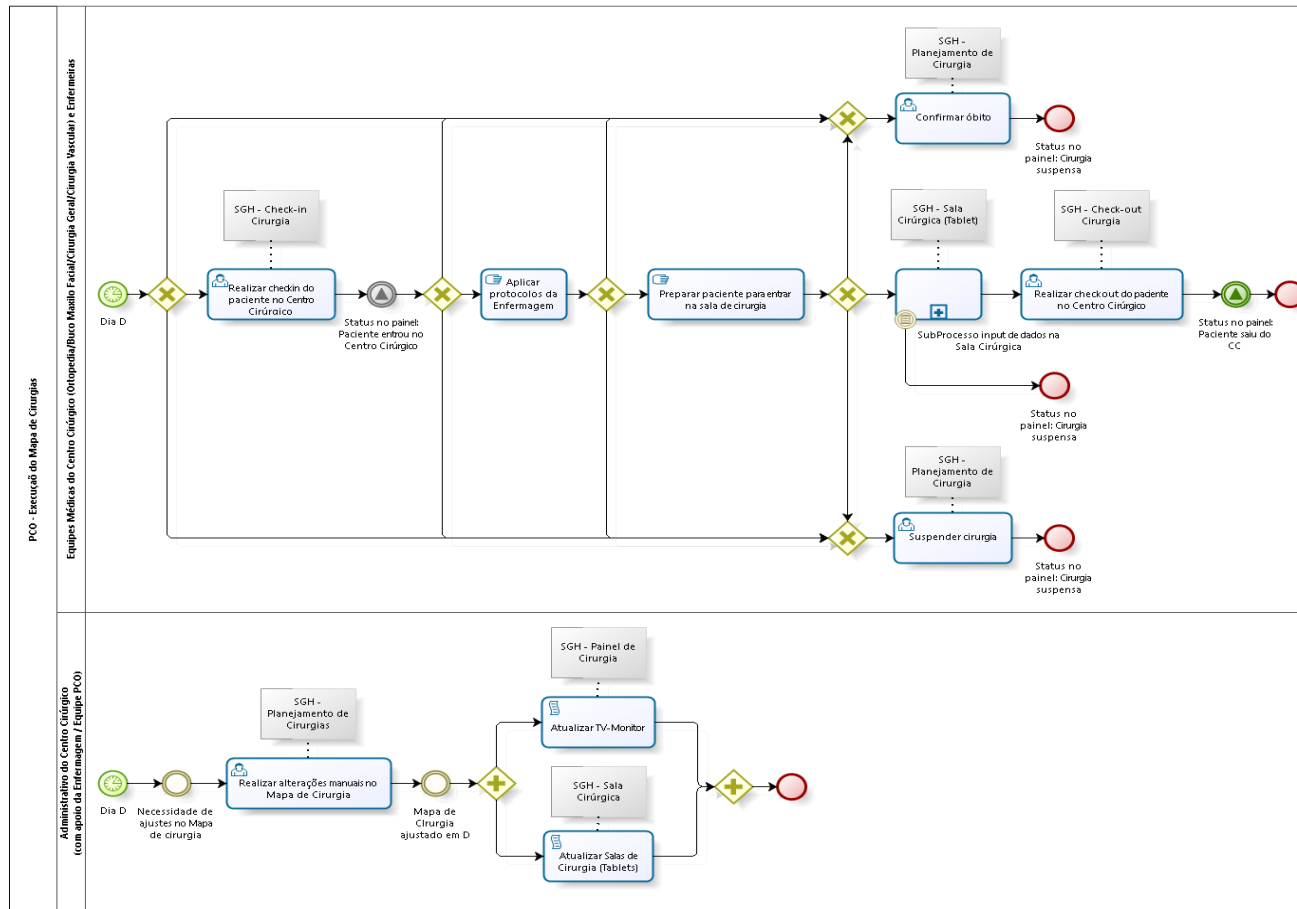 PCO - Execuçaõ do Mapa de Cirurgias
Equipes Médicas do Centro Cirúrgico (Ortopedia/Buxixo Maxilo Facial/Cirurgia Geral/Cirurgia Vascular) e Enfermeiras
SGH -
Planejamento de
Cirurgia
Confirmar óbito
Status no
painel: Cirurgia
suspensa
SGH - Check-in
Cirurgia
SGH - Sala
Cirúrgica (Tablet)
SGH - Check-out
Cirurgia
Dia D
Realizar checkin do
paciente no Centro
Cirúrgico
Status no painel:
Paciente entrou no
Centro Cirúrgico
Aplicar
protocolos da
Enfermagem
Preparar paciente para entrar
na sala de cirurgia
SubProcesso input de dados na
Sala Cirúrgica
Realizar checkout do paciente
no Centro Cirúrgico
Status no painel:
Paciente saiu do
CC
Status no
painel: Cirurgia
suspensa
SGH -
Planejamento de
Cirurgia
Suspender cirurgia
Status no
painel: Cirurgia
suspensa
Administrativo do Centro Cirúrgico
(com apoio da Enfermagem / Equipe PCO)
SGH - Painel de
Cirurgia
SGH -
Planejamento de
Cirurgias
Atualizar TV-Monitor
Dia D
Necessidade de
ajustes no Mapa
de cirurgia
Realizar alterações manuais no
Mapa de Cirurgia
Mapa de
Cirurgia
ajustado em D
SGH - Sala
Cirúrgica
Atualizar Salas de
Cirurgia (Tablets)